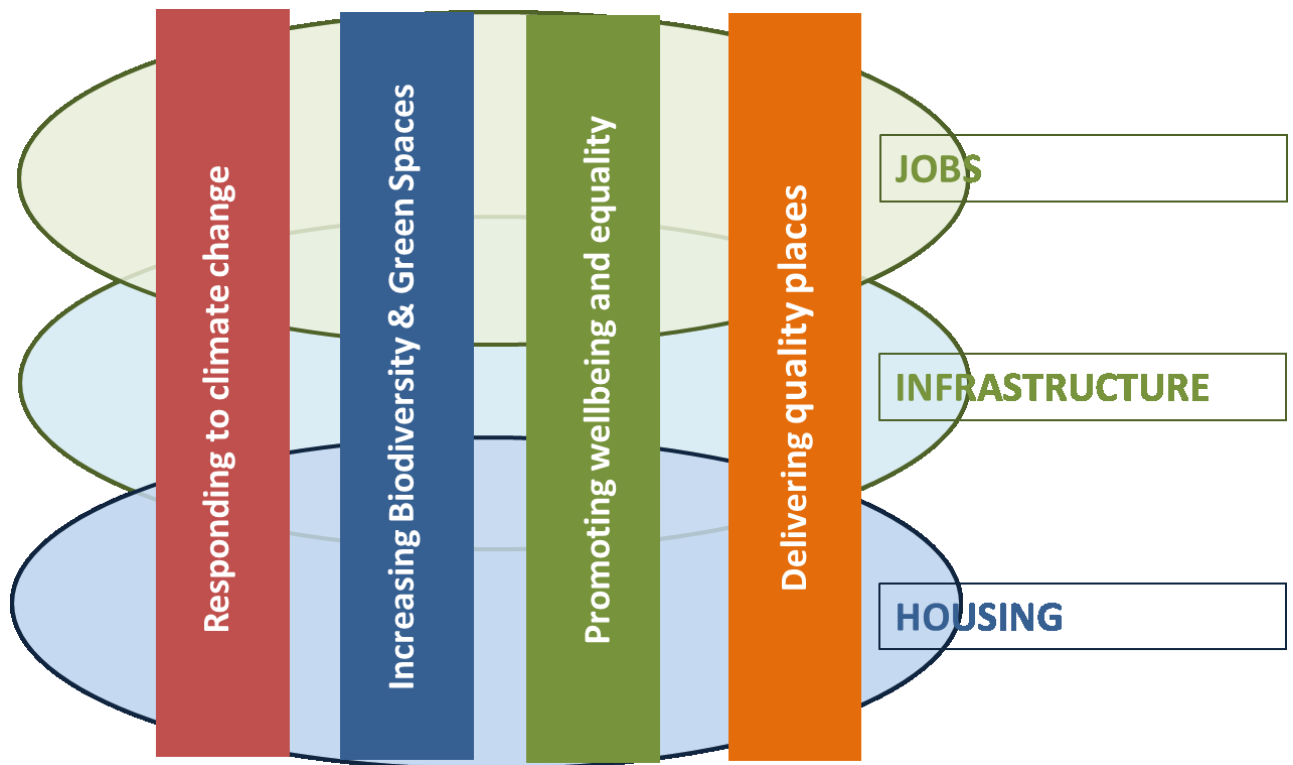 Responding to climate change
Increasing Biodiversity & Green Spaces
Promoting wellbeing and equality
Delivering quality places
JOBS
INFRASTRUCTURE
HOUSING